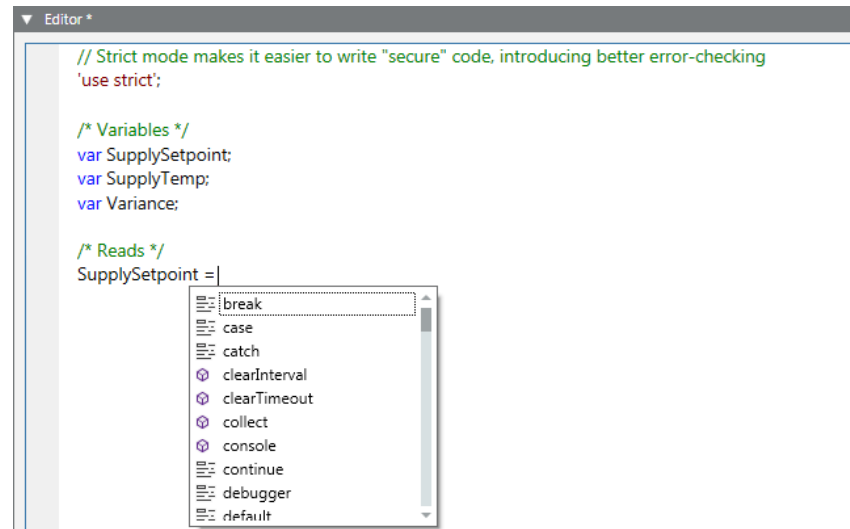 Editor *
// Strict mode makes it easier to write "secure" code, introducing better error-checking
'use strict';
/* Variables */
var SupplySetpoint;
var SupplyTemp;
var Variance;
/* Reads */
SupplySetpoint =
break
case
catch
clearInterval
clearTimeout
collect
console
continue
debugger
default